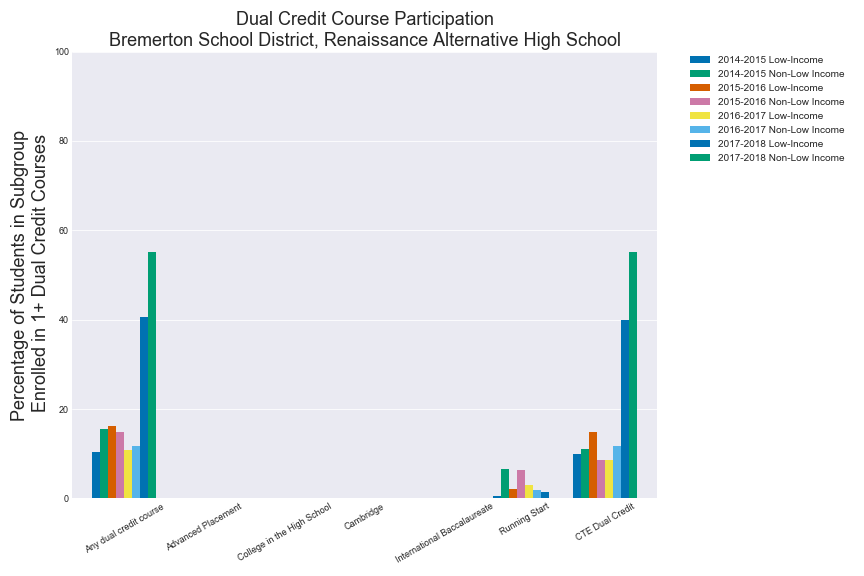 Dual Credit Course Participation
Bremerton School District, Renaissance Alternative High School
Percentage of Students in Subgroup
Enrolled in 1+ Dual Credit Courses
100
80
60
40
20
0
Any dual credit course
Advanced Placement
College in the High School
Cambridge
International Baccalaureate
Running Start
CTE Dual Credit
2014-2015 Low-Income
2014-2015 Non-Low Income
2015-2016 Low-Income
2015-2016 Non-Low Income
2016-2017 Low-Income
2016-2017 Non-Low Income
2017-2018 Low-Income
2017-2018 Non-Low Income